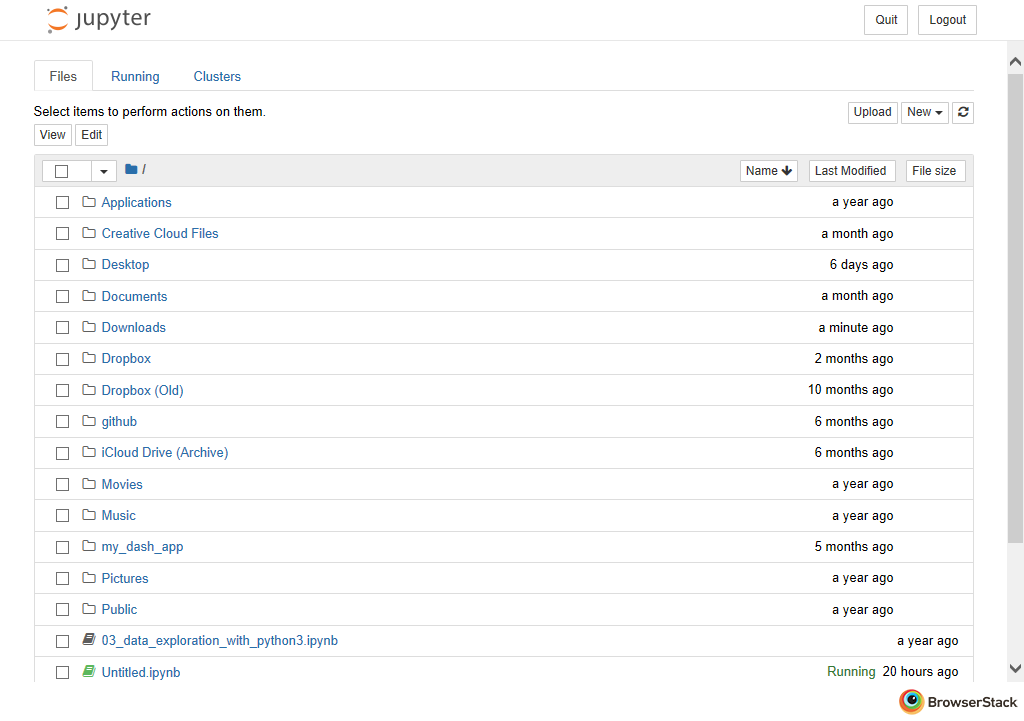 jupyter Quit Logout
Files Running Clusters
Select items to perform actions on them. Upload New
View Edit
/ Name Last Modified File size
Applications a year ago
Creative Cloud Files a month ago
Desktop 6 days ago
Documents a month ago
Downloads a minute ago
Dropbox 2 months ago
Dropbox (Old) 10 months ago
github 6 months ago
iCloud Drive (Archive) 6 months ago
Movies a year ago
Music a year ago
my_dash_app 5 months ago
Pictures a year ago
Public a year ago
03_data_exploration_with_python3.ipynb a year ago
Untitled.ipynb Running 20 hours ago
BrowserStack